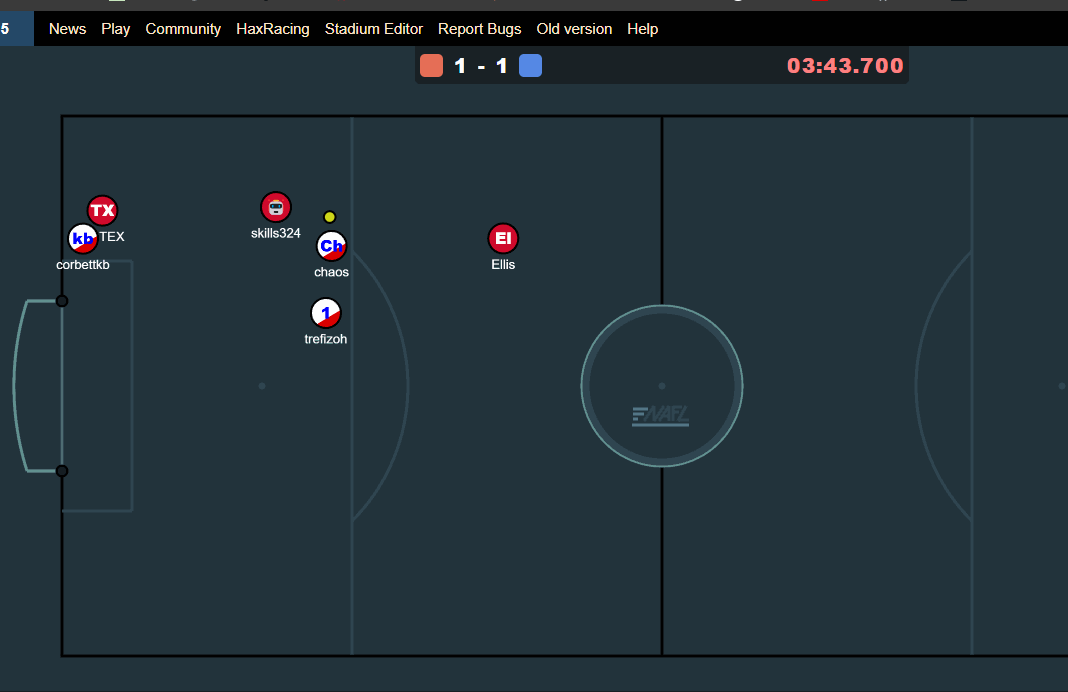 5 News Play Community HaxRacing Stadium Editor Report Bugs Old version Help
1 - 1 03:43.700
TX
TEX
kb
corbettkb
skills324
Ch
chaos
El
Ellis
1
trefizoh
NAFL